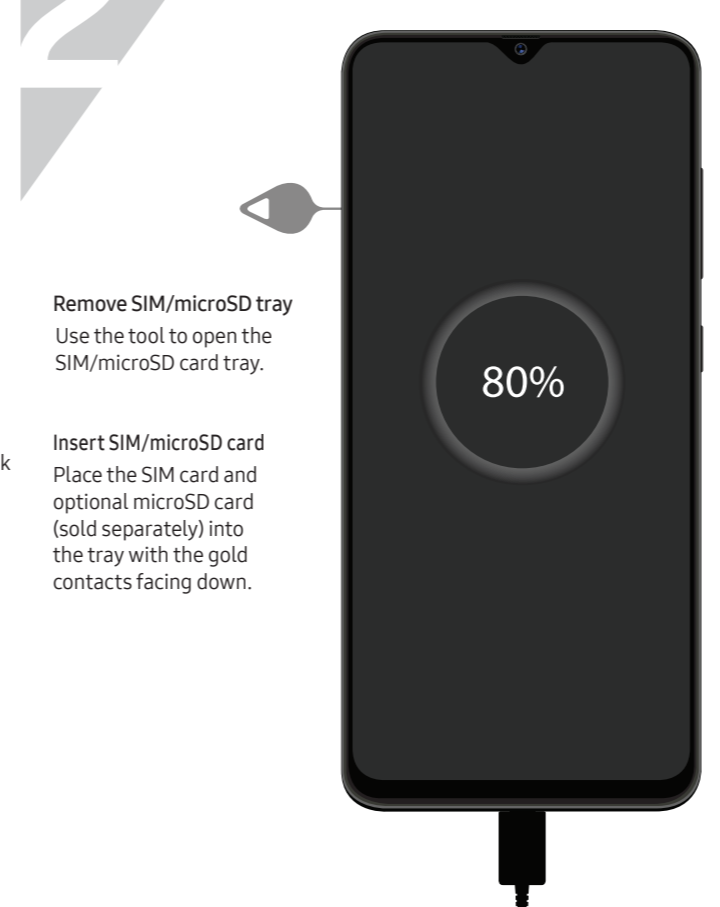 Remove SIM/microSD tray
Use the tool to open the
SIM/microSD card tray.
Insert SIM/microSD card
Place the SIM card and
optional microSD card
(sold separately) into
the tray with the gold
contacts facing down.
80%